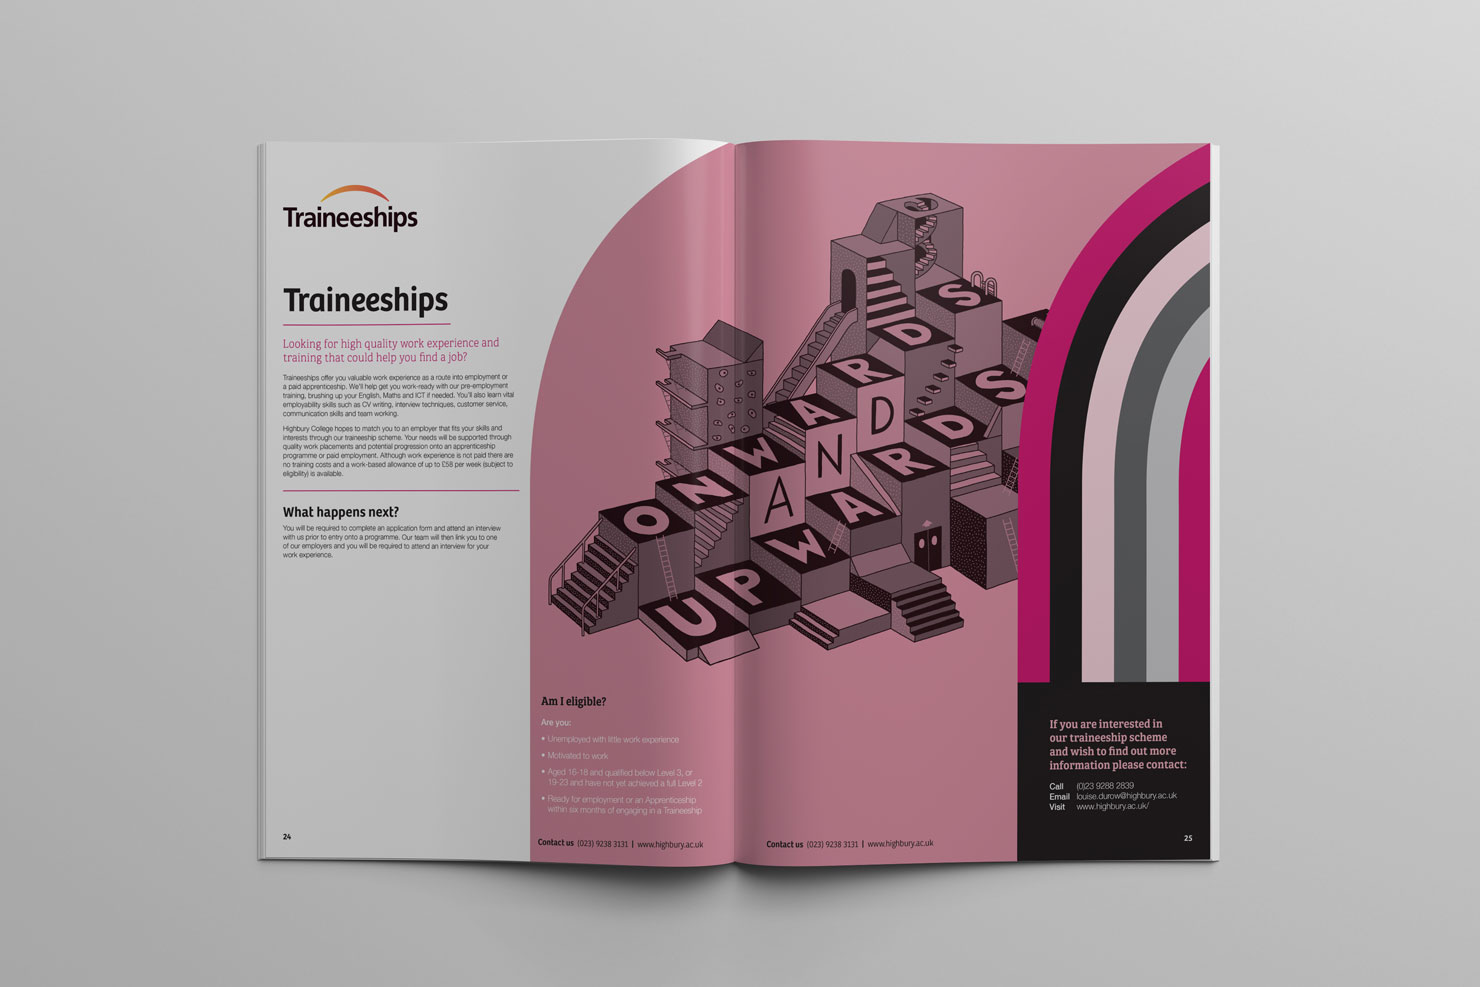 Traineeships
Traineeships
Looking for high quality work experience and
training that could help you find a job?
Traineeships offer you valuable work experience as a route into employment or
a paid apprenticeship. We'll help get you work-ready with our pre-employment
training, brushing up your English, Maths and ICT if needed. You'll also learn vital
employability skills such as CV writing, interview techniques, customer service,
communication skills and team working.
Highbury College hopes to match you to an employer that fits your skills and
interests through our traineeship scheme. Your needs will be supported through
quality work placements and potential progression onto an apprenticeship
programme or paid employment. Although work experience is not paid there are
no training costs and a work-based allowance of up to £58 per week (subject to
eligibility) is available.
What happens next?
You will be required to complete an application form and attend an interview
with us prior to entry onto a programme. Our team will then link you to one
of our employers and you will be required to attend an interview for your
work experience.
24
ONWARDS
AND
UPWARDS
Am I eligible?
Are you:
• Unemployed with little work experience
• Motivated to work
• Aged 16-18 and qualified below Level 3, or
19-23 and have not yet achieved a full Level 2
• Ready for employment or an Apprenticeship
within six months of engaging in a Traineeship
Contact us (023) 9238 3131 | www.highbury.ac.uk
Contact us (023) 9238 3131 | www.highbury.ac.uk
If you are interested in
our traineeship scheme
and wish to find out more
information please contact:
Call (0)23 9288 2839
Email louise.durow@highbury.ac.uk
Visit www.highbury.ac.uk/
25